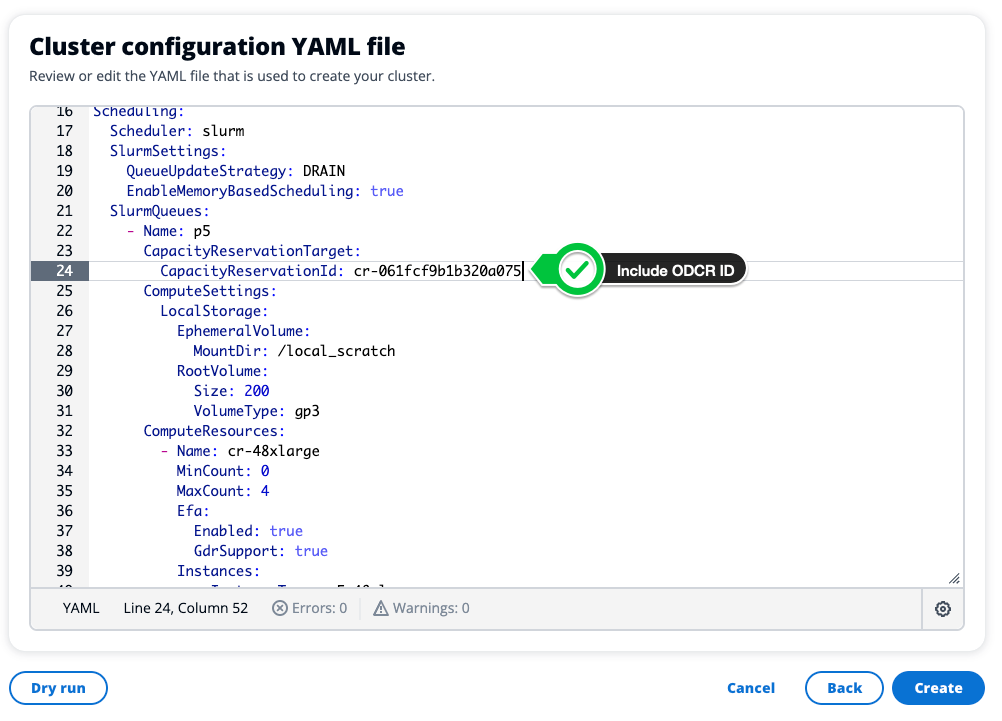 Cluster configuration YAML file
Review or edit the YAML file that is used to create your cluster.
16 Scheduling:
17 Scheduler: slurm
18 SlurmSettings:
19 QueueUpdateStrategy: DRAIN
20 EnableMemoryBasedScheduling: true
21 SlurmQueues:
22 - Name: p5
23 CapacityReservationTarget:
24 CapacityReservationId: cr-061fcf9b1b320a075 Include ODCR ID
25 ComputeSettings:
26 LocalStorage:
27 EphemeralVolume:
28 MountDir: /local_scratch
29 RootVolume:
30 Size: 200
31 VolumeType: gp3
32 ComputeResources:
33 - Name: cr-48xlarge
34 MinCount: 0
35 MaxCount: 4
36 Efa:
37 Enabled: true
38 GdrSupport: true
39 Instances:
YAML Line 24, Column 52 Errors: 0 Warnings: 0
Dry run Cancel Back Create